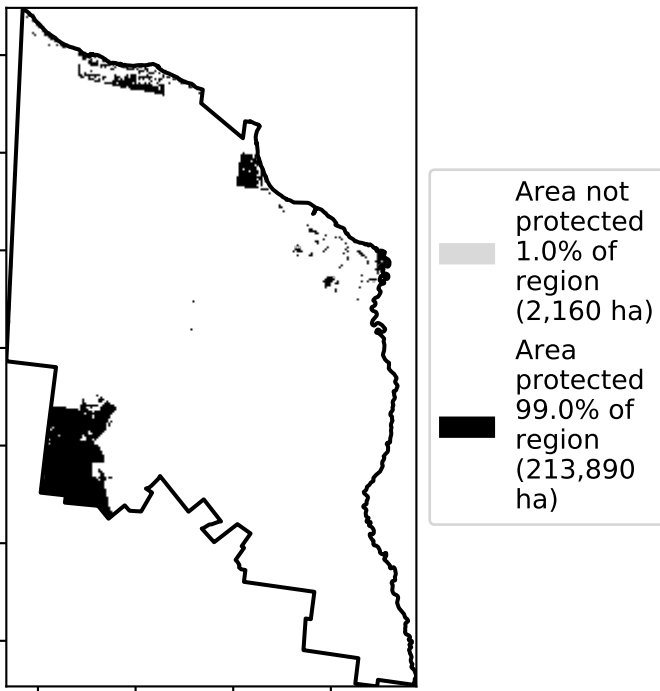 Area not
protected
1.0% of
region
(2,160 ha)
Area
protected
99.0% of
region
(213,890
ha)